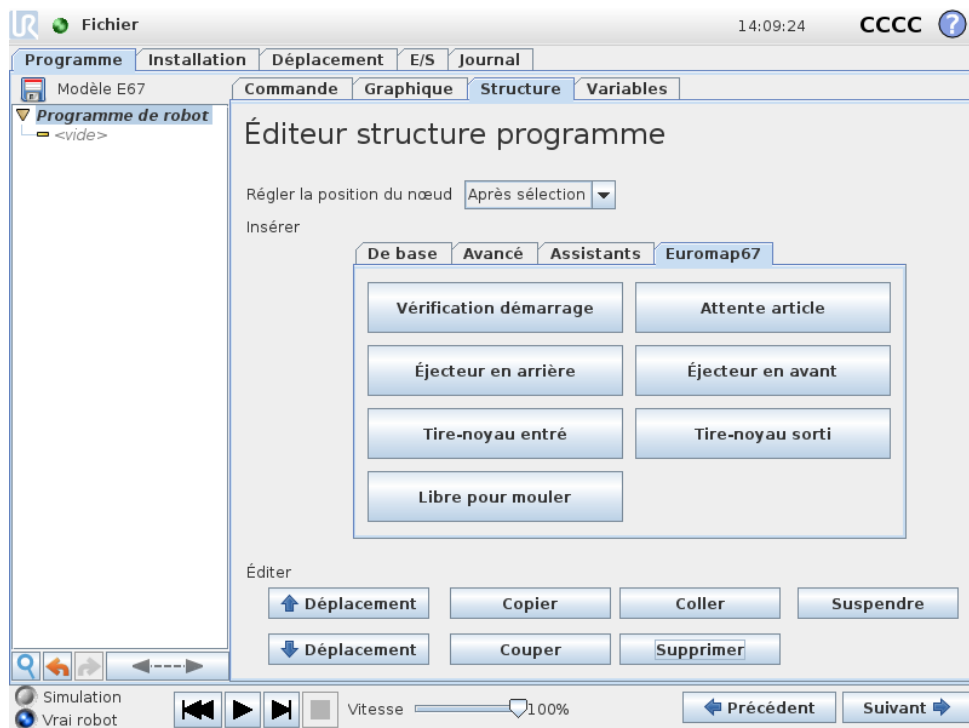 UR Fichier 14:09:24 CCCC ?
Programme Installation Déplacement E/S Journal
Modèle E67
Commande Graphique Structure Variables
Programme de robot
<vide>
Éditeur structure programme
Régler la position du nœud Après sélection
Insérer
De base Avancé Assistants Euromap67
Vérification démarrage Attente article
Éjecteur en arrière Éjecteur en avant
Tire-noyau entré Tire-noyau sorti
Libre pour mouler
Éditer
Déplacement Copier Coller Suspendre
Déplacement Couper Supprimer
Simulation
Vrai robot
Vitesse 100% Précédent Suivant